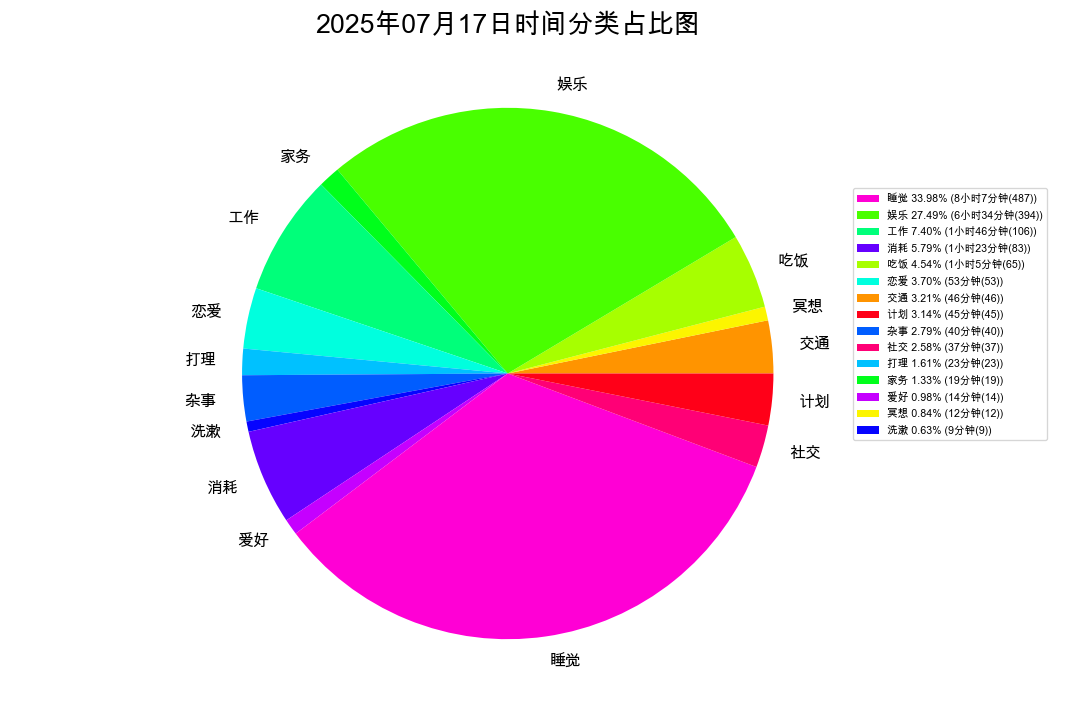 2025年07月17日时间分类占比图
娱乐
家务
工作
吃饭
恋爱
冥想
交通
打理
杂事
计划
洗漱
社交
消耗
爱好
睡觉
睡觉 33.98% (8小时7分钟(487))
娱乐 27.49% (6小时34分钟(394))
工作 7.40% (1小时46分钟(106))
消耗 5.79% (1小时23分钟(83))
吃饭 4.54% (1小时5分钟(65))
恋爱 3.70% (53分钟(53))
交通 3.21% (46分钟(46))
计划 3.14% (45分钟(45))
杂事 2.79% (40分钟(40))
社交 2.58% (37分钟(37))
打理 1.61% (23分钟(23))
家务 1.33% (19分钟(19))
爱好 0.98% (14分钟(14))
冥想 0.84% (12分钟(12))
洗漱 0.63% (9分钟(9))